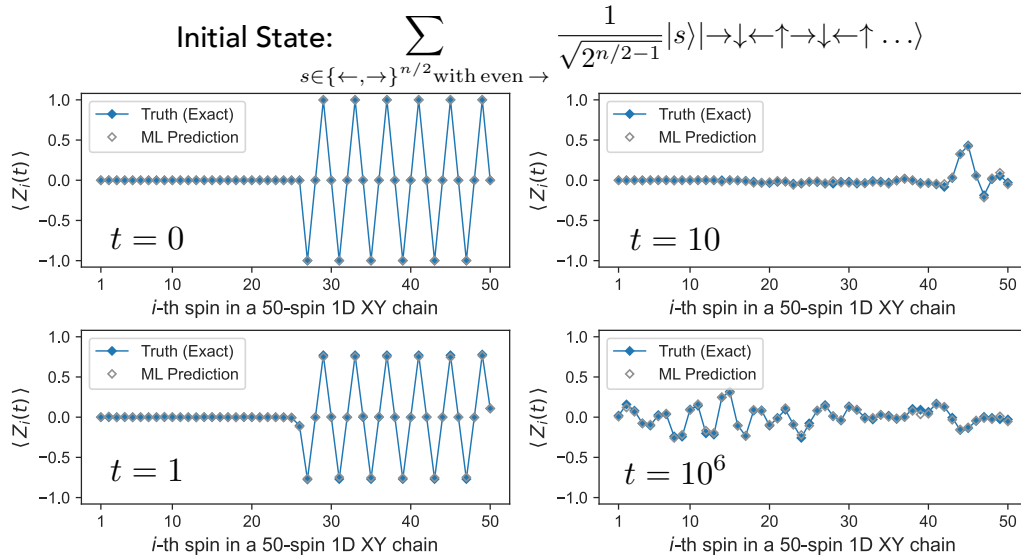 Initial State: ∑ s∈{←,→}^{n/2} with even → 1/√(2^{n/2−1}) |s⟩|→↓←↑→↓←↑ …⟩
1.0
0.5
0.0
−0.5
−1.0
⟨Z_i(t)⟩
Truth (Exact)
ML Prediction
t = 0
1 10 20 30 40 50
i-th spin in a 50-spin 1D XY chain
1.0
0.5
0.0
−0.5
−1.0
⟨Z_i(t)⟩
Truth (Exact)
ML Prediction
t = 10
1 10 20 30 40 50
i-th spin in a 50-spin 1D XY chain
1.0
0.5
0.0
−0.5
−1.0
⟨Z_i(t)⟩
Truth (Exact)
ML Prediction
t = 1
1 10 20 30 40 50
i-th spin in a 50-spin 1D XY chain
1.0
0.5
0.0
−0.5
−1.0
⟨Z_i(t)⟩
Truth (Exact)
ML Prediction
t = 10^6
1 10 20 30 40 50
i-th spin in a 50-spin 1D XY chain